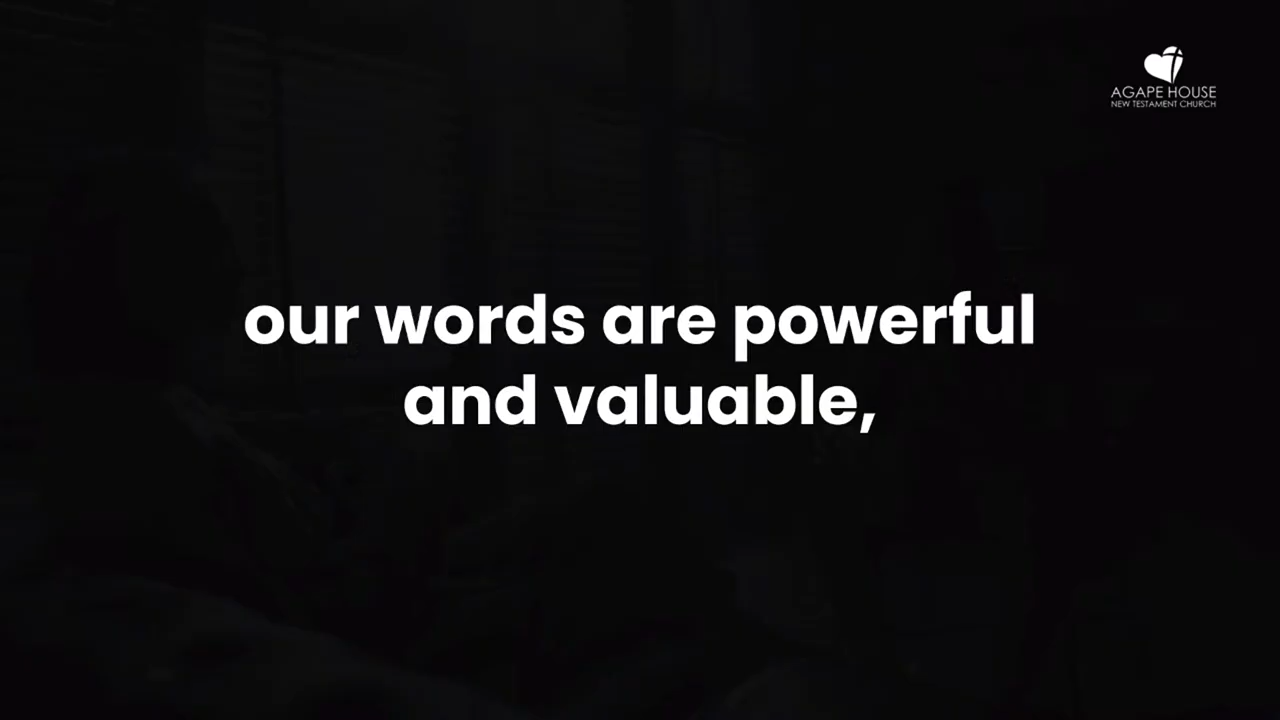 AGAPE HOUSE
NEW TESTAMENT CHURCH
our words are powerful
and valuable,